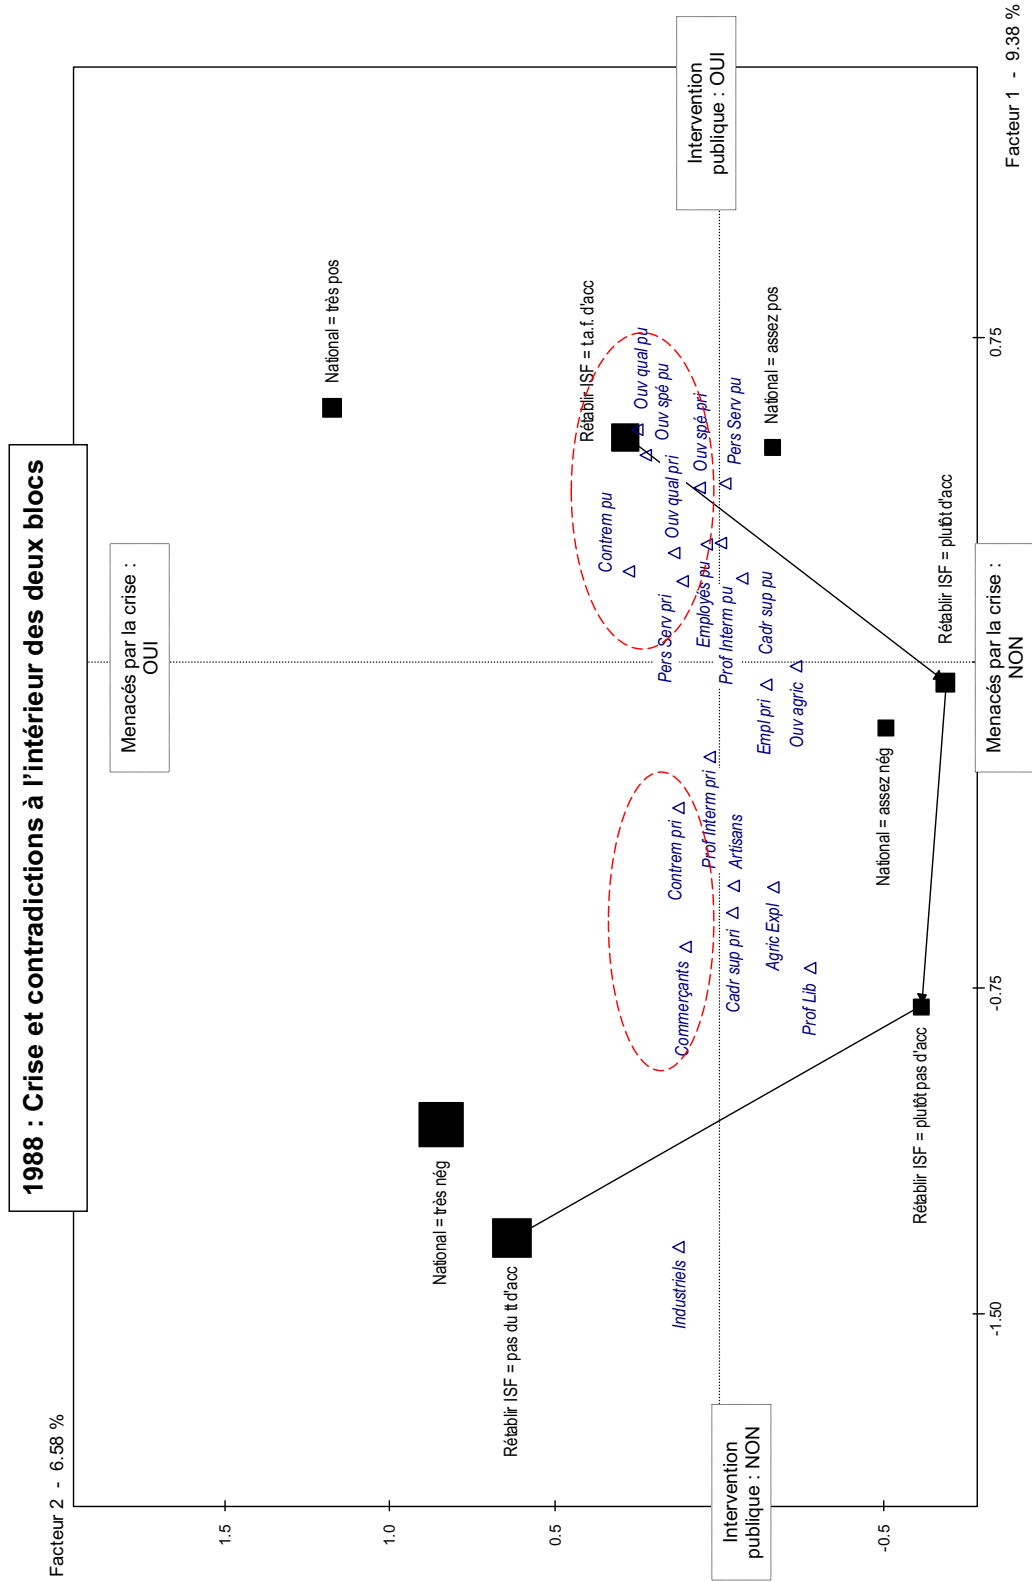 1988 : Crise et contradictions à l'intérieur des deux blocs
Facteur 2 - 6.58 %
Menacés par la crise :
OUI
1.5
National = très pos
1.0
National = très nég
Rétablir ISF = pas du tt d'acc
Rétablir ISF = t.a.f. d'acc
0.5
Contrem pu
Ouv qual pu
Ouv spé pu
Ouv qual pri
Pers Serv pri
Ouv spé pri
Industriels
Commerçants
Contrem pri
Employés pu
Prof Interm pri
Prof Interm pu
Pers Serv pu
Intervention
publique : NON
Intervention
publique : OUI
Cadr sup pri
Artisans
Cadr sup pu
Empl pri
National = assez pos
Agric Expl
Ouv agric
Prof Lib
-0.5
National = assez nég
Rétablir ISF = plutôt pas d'acc
Rétablir ISF = plutôt d'acc
-1.50
-0.75
Menacés par la crise :
NON
0.75
Facteur 1 - 9.38 %